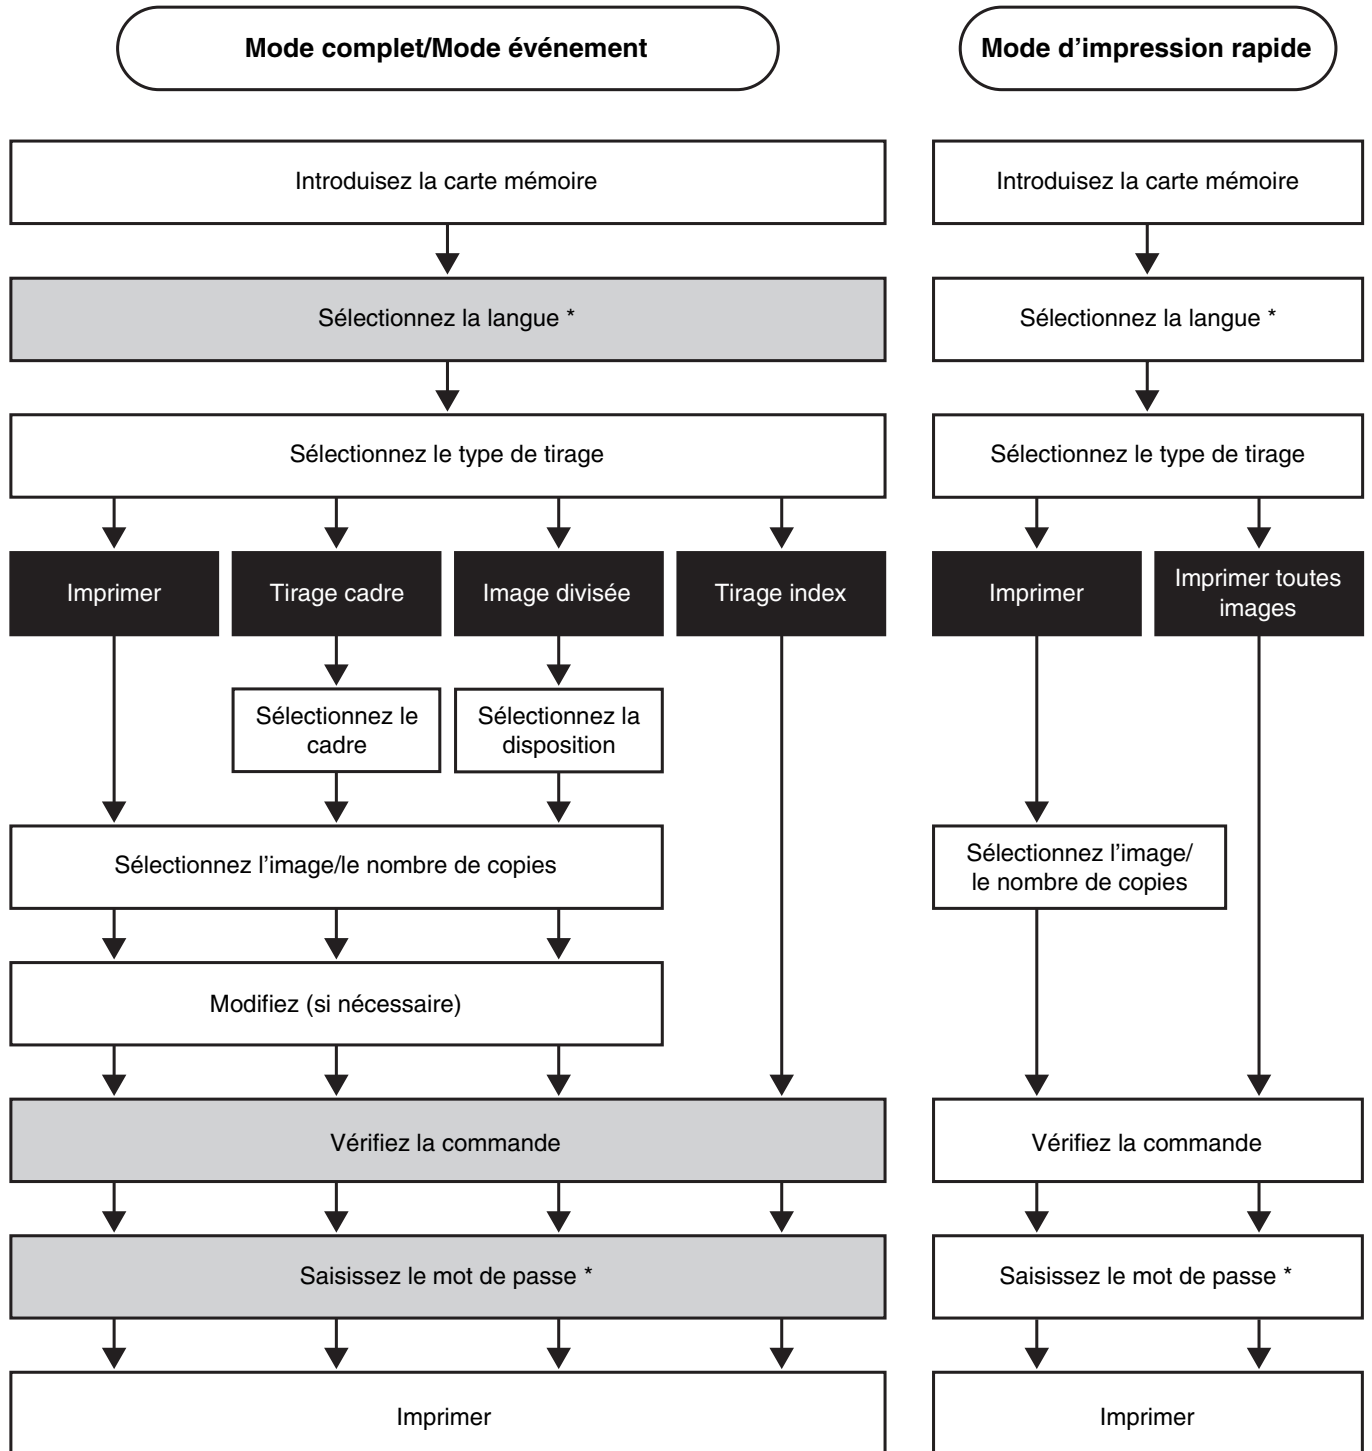 Mode complet/Mode événement
Mode d’impression rapide
Introduisez la carte mémoire
Introduisez la carte mémoire
Sélectionnez la langue *
Sélectionnez la langue *
Sélectionnez le type de tirage
Sélectionnez le type de tirage
Imprimer
Tirage cadre
Image divisée
Tirage index
Imprimer
Imprimer toutes
images
Sélectionnez le
cadre
Sélectionnez la
disposition
Sélectionnez l’image/le nombre de copies
Sélectionnez l’image/
le nombre de copies
Modifiez (si nécessaire)
Vérifiez la commande
Vérifiez la commande
Saisissez le mot de passe *
Saisissez le mot de passe *
Imprimer
Imprimer